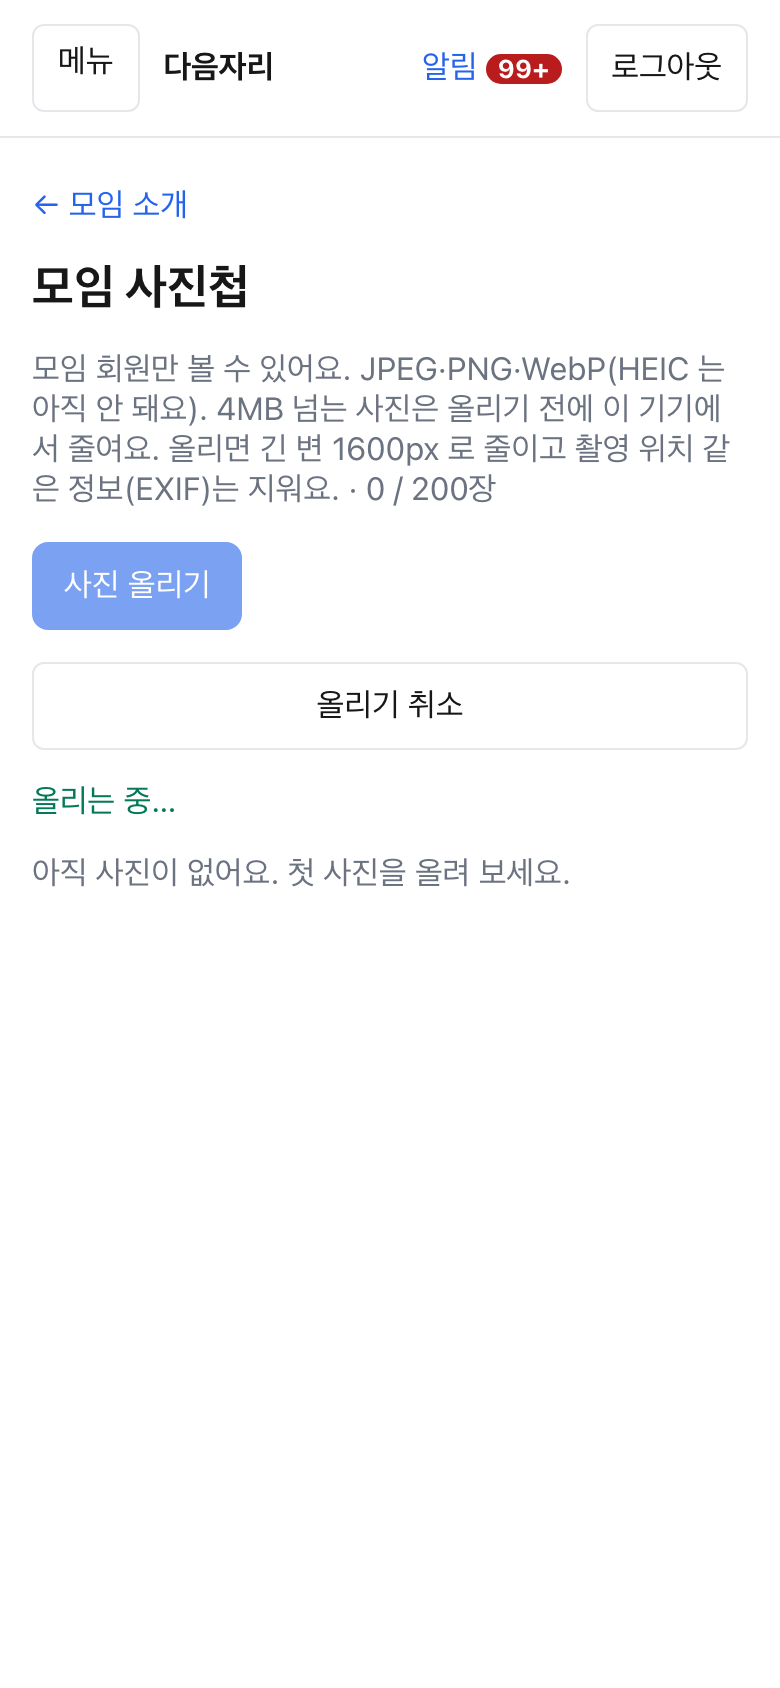 메뉴 다음자리 알림 99+ 로그아웃
← 모임 소개
모임 사진첩
모임 회원만 볼 수 있어요. JPEG·PNG·WebP(HEIC 는
아직 안 돼요). 4MB 넘는 사진은 올리기 전에 이 기기에
서 줄여요. 올리면 긴 변 1600px 로 줄이고 촬영 위치 같
은 정보(EXIF)는 지워요. · 0 / 200장
사진 올리기
올리기 취소
올리는 중…
아직 사진이 없어요. 첫 사진을 올려 보세요.